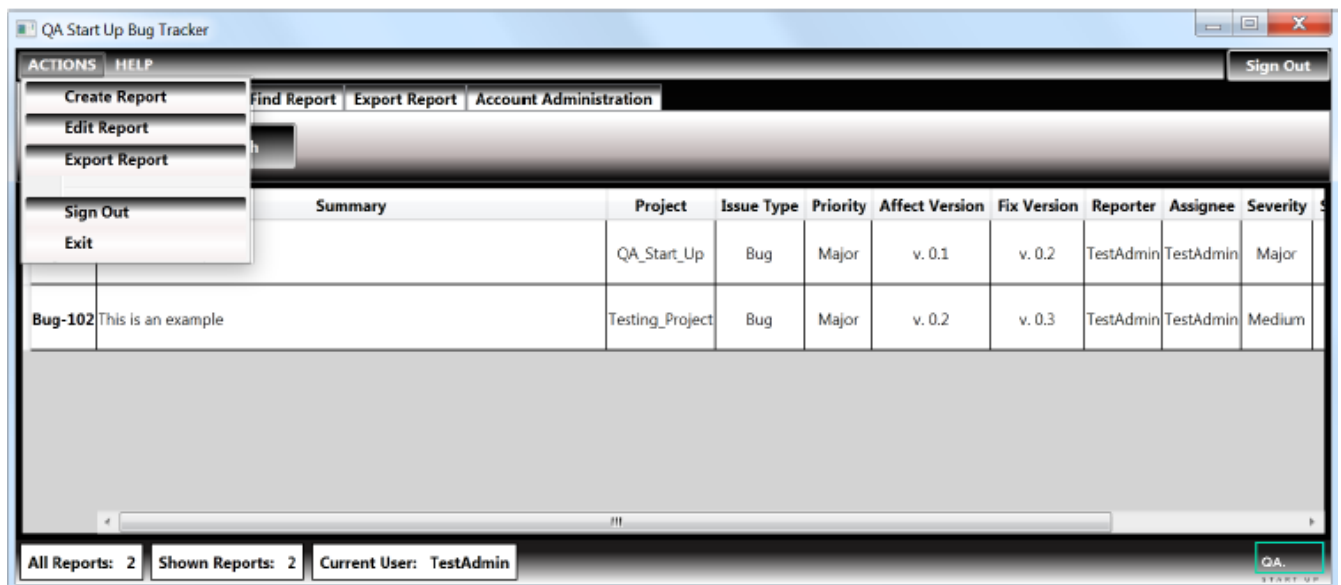 QA Start Up Bug Tracker
ACTIONS HELP Sign Out
Create Report
Find Report Export Report Account Administration
Edit Report
Export Report
Sign Out
Exit
Summary Project Issue Type Priority Affect Version Fix Version Reporter Assignee Severity
QA_Start_Up Bug Major v. 0.1 v. 0.2 TestAdmin TestAdmin Major
Bug-102 This is an example Testing_Project Bug Major v. 0.2 v. 0.3 TestAdmin TestAdmin Medium
All Reports: 2 Shown Reports: 2 Current User: TestAdmin
QA.
START UP